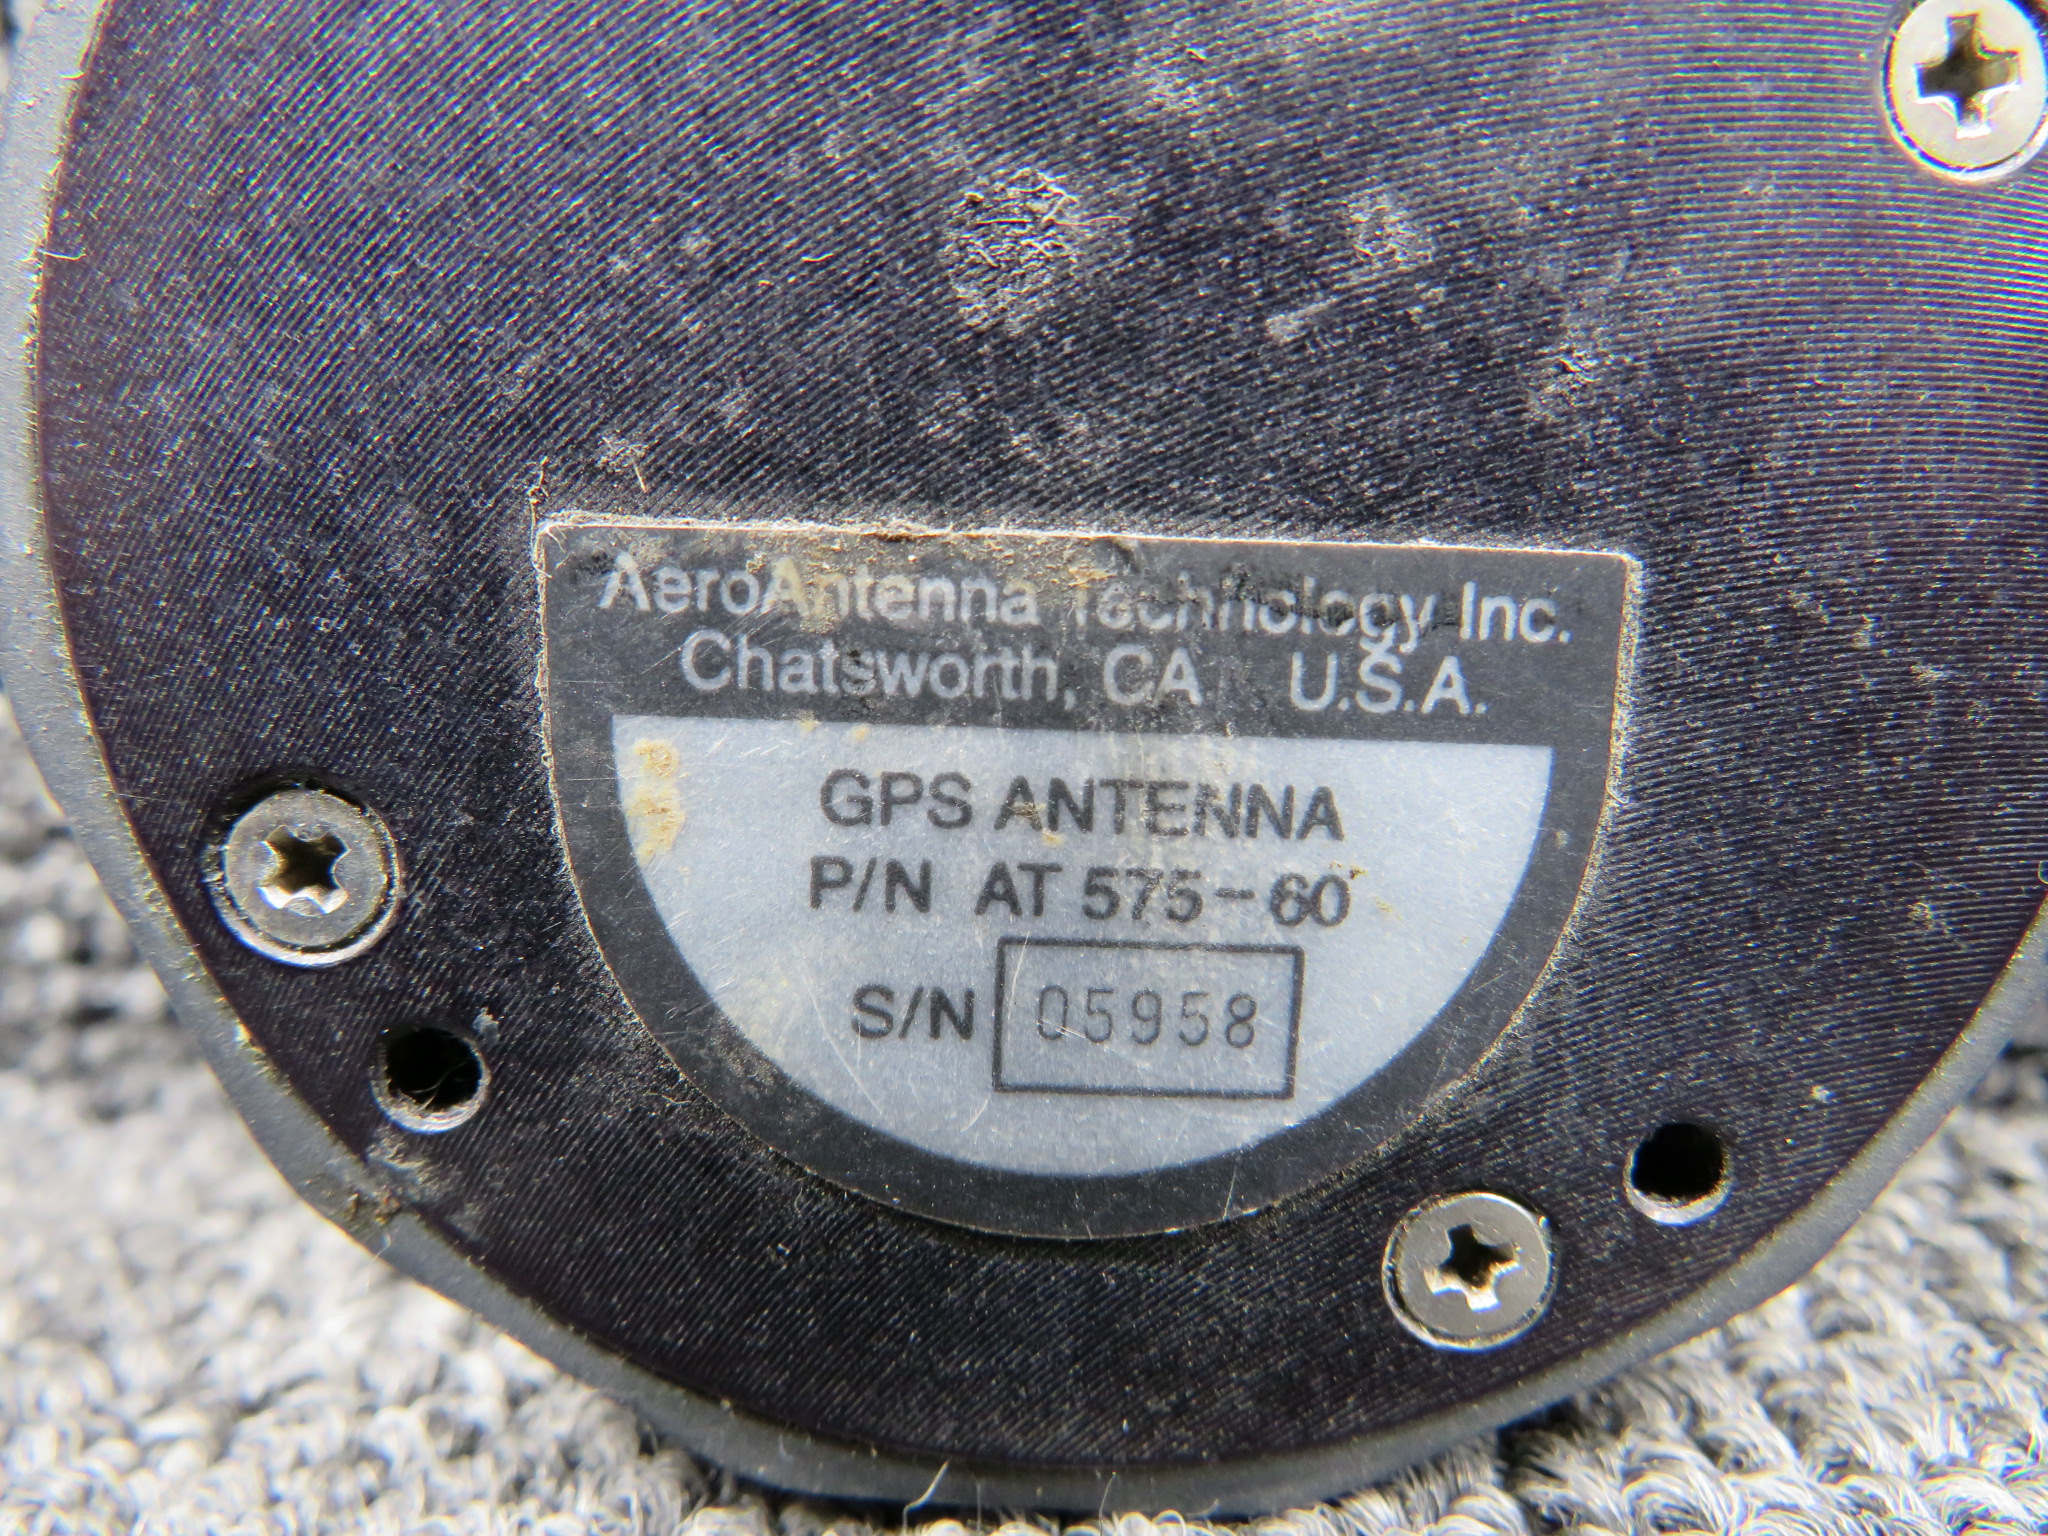 AeroAntenna Technology Inc.
Chatsworth, CA U.S.A.
GPS ANTENNA
P/N AT 575-60
S/N 05958